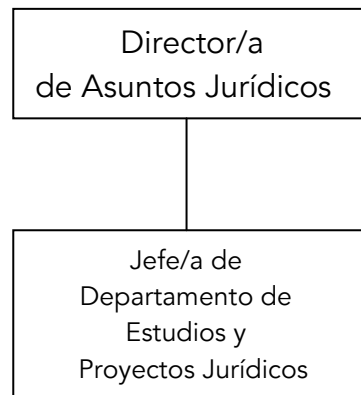 Director/a
de Asuntos Jurídicos
Jefe/a de
Departamento de
Estudios y
Proyectos Jurídicos